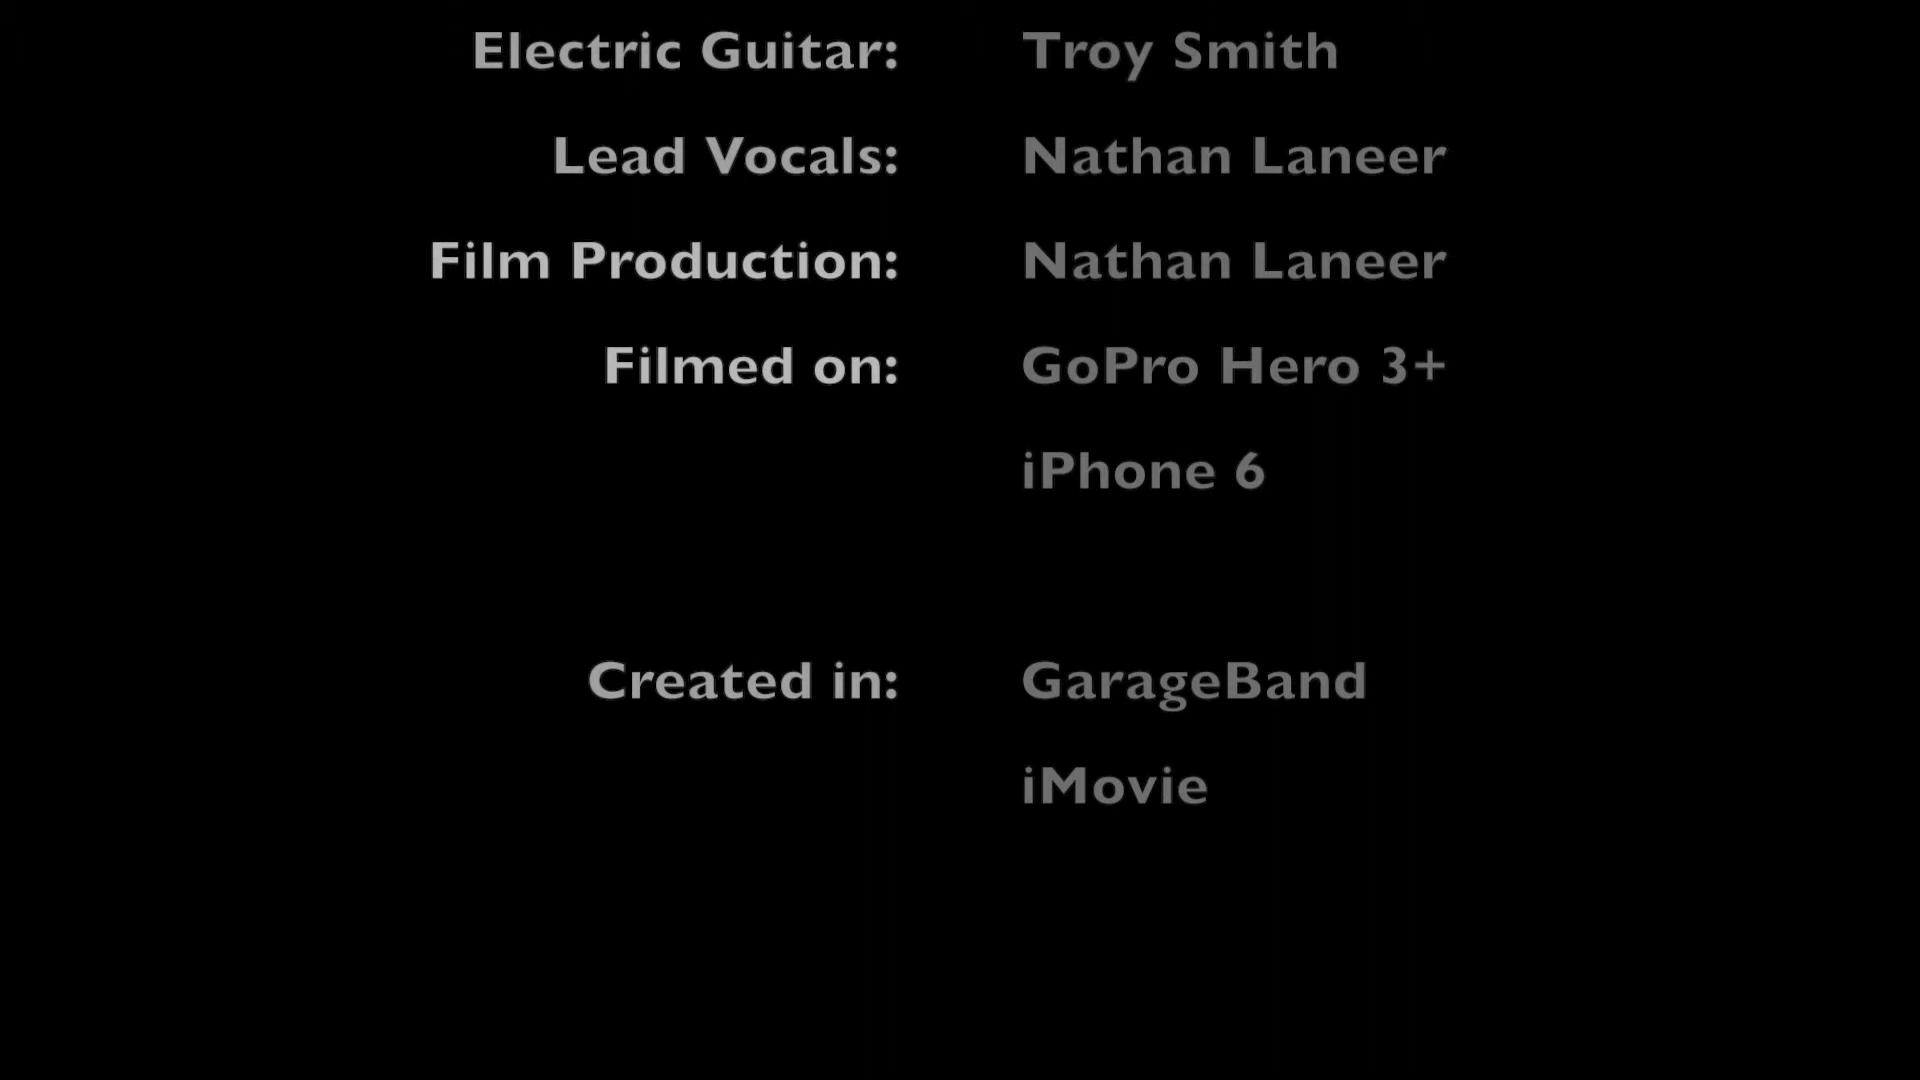 Electric Guitar: Troy Smith
Lead Vocals: Nathan Laneer
Film Production: Nathan Laneer
Filmed on: GoPro Hero 3+
iPhone 6
Created in: GarageBand
iMovie